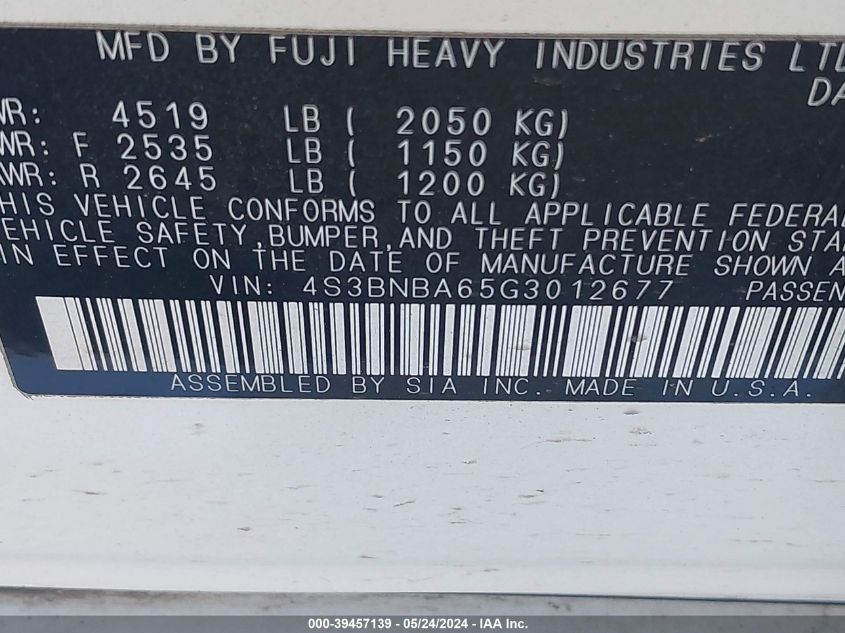 MFD BY FUJI HEAVY INDUSTRIES LTD
DA
WR: 4519 LB ( 2050 KG)
WR: F 2535 LB ( 1150 KG)
AWR: R 2645 LB ( 1200 KG)
HIS VEHICLE CONFORMS TO ALL APPLICABLE FEDERAL
EHICLE SAFETY,BUMPER,AND THEFT PREVENTION STA
IN EFFECT ON THE DATE OF MANUFACTURE SHOWN A
VIN: 4S3BNBA65G3012677 PASSEN
ASSEMBLED BY SIA INC. MADE IN U.S.A.
000-39457139 - 05/24/2024 - IAA Inc.